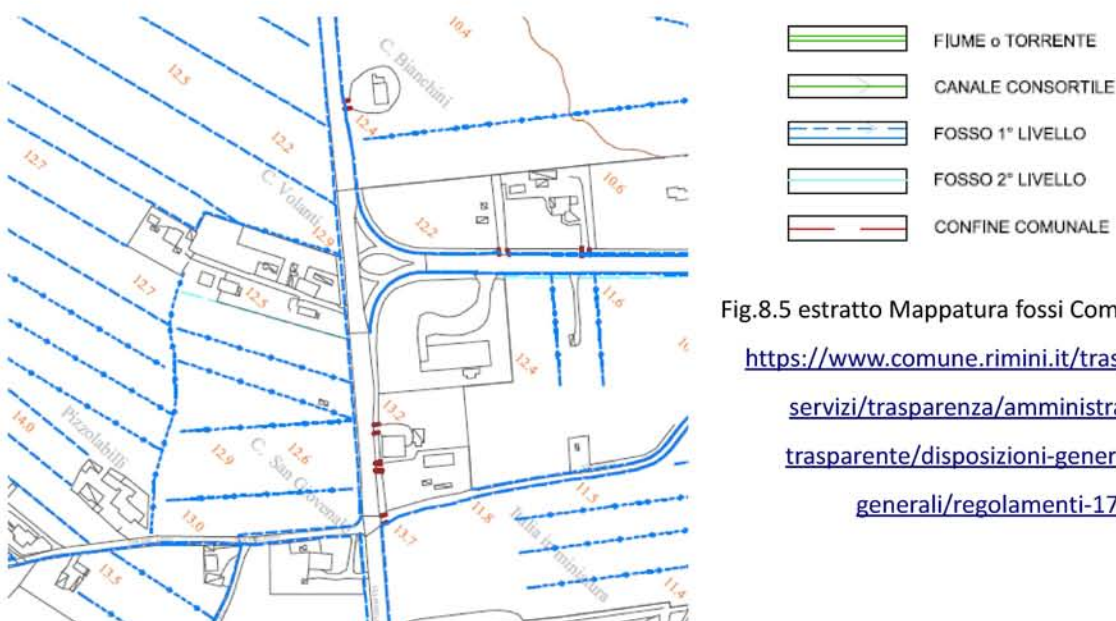 10.4
C. Bianchini
12.5
12.4
12.9
12.2
12.7
C. Volanti
12.9
10.6
12.2
12.7
12.5
11.6
12.4
13.2
14.0
Pizzolabilli
12.9
12.6
C. San Giovenale
13.0
13.7
11.8
11.5
Italia in miniatura
13.5
11.4
FIUME o TORRENTE
CANALE CONSORTILE
FOSSO 1° LIVELLO
FOSSO 2° LIVELLO
CONFINE COMUNALE
Fig.8.5 estratto Mappatura fossi Com
https://www.comune.rimini.it/tras
servizi/trasparenza/amministra
trasparente/disposizioni-gener
generali/regolamenti-17